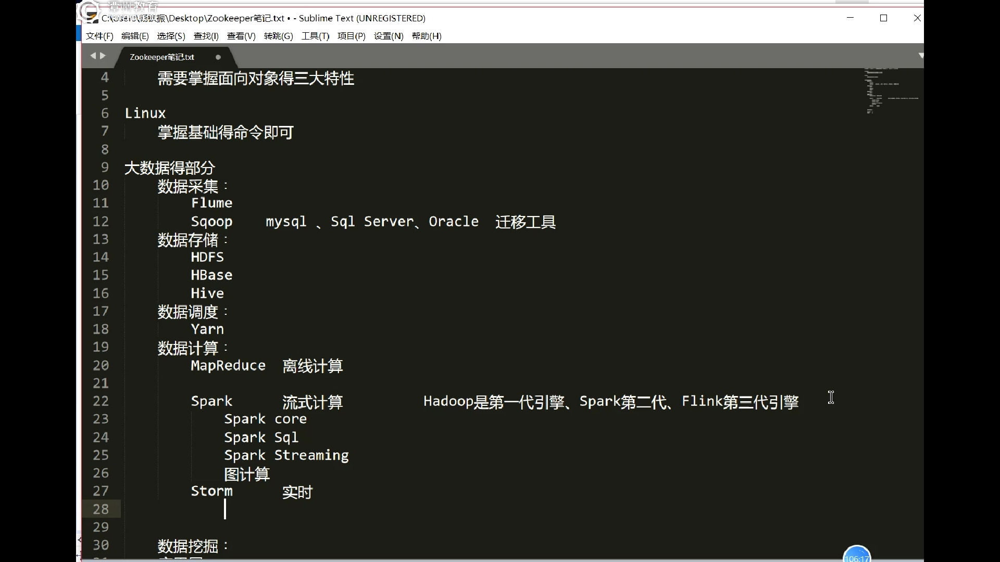 潭州教育
C:\Users\杨跃振\Desktop\Zookeeper笔记.txt • - Sublime Text (UNREGISTERED)
文件(F) 编辑(E) 选择(S) 查找(I) 查看(V) 转跳(G) 工具(T) 项目(P) 设置(N) 帮助(H)
Zookeeper笔记.txt
4 需要掌握面向对象得三大特性
5
6 Linux
7 掌握基础得命令即可
8
9 大数据得部分
10 数据采集：
11 Flume
12 Sqoop mysql 、Sql Server、Oracle 迁移工具
13 数据存储：
14 HDFS
15 HBase
16 Hive
17 数据调度：
18 Yarn
19 数据计算：
20 MapReduce 离线计算
21
22 Spark 流式计算 Hadoop是第一代引擎、Spark第二代、Flink第三代引擎
23 Spark core
24 Spark Sql
25 Spark Streaming
26 图计算
27 Storm 实时
28
29
30 数据挖掘：
106:17